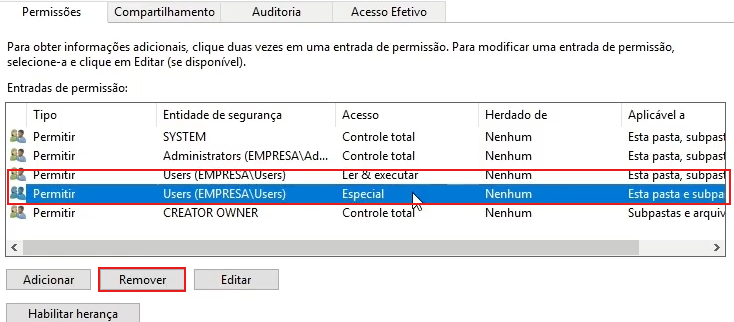 Permissões Compartilhamento Auditoria Acesso Efetivo
Para obter informações adicionais, clique duas vezes em uma entrada de permissão. Para modificar uma entrada de permissão,
selecione-a e clique em Editar (se disponível).
Entradas de permissão:
Tipo Entidade de segurança Acesso Herdado de Aplicável a
Permitir SYSTEM Controle total Nenhum Esta pasta, subpast
Permitir Administrators (EMPRESA\Ad... Controle total Nenhum Esta pasta, subpast
Permitir Users (EMPRESA\Users) Ler & executar Nenhum Esta pasta, subpast
Permitir Users (EMPRESA\Users) Especial Nenhum Esta pasta e subpa
Permitir CREATOR OWNER Controle total Nenhum Subpastas e arquiv
Adicionar Remover Editar
Habilitar herança